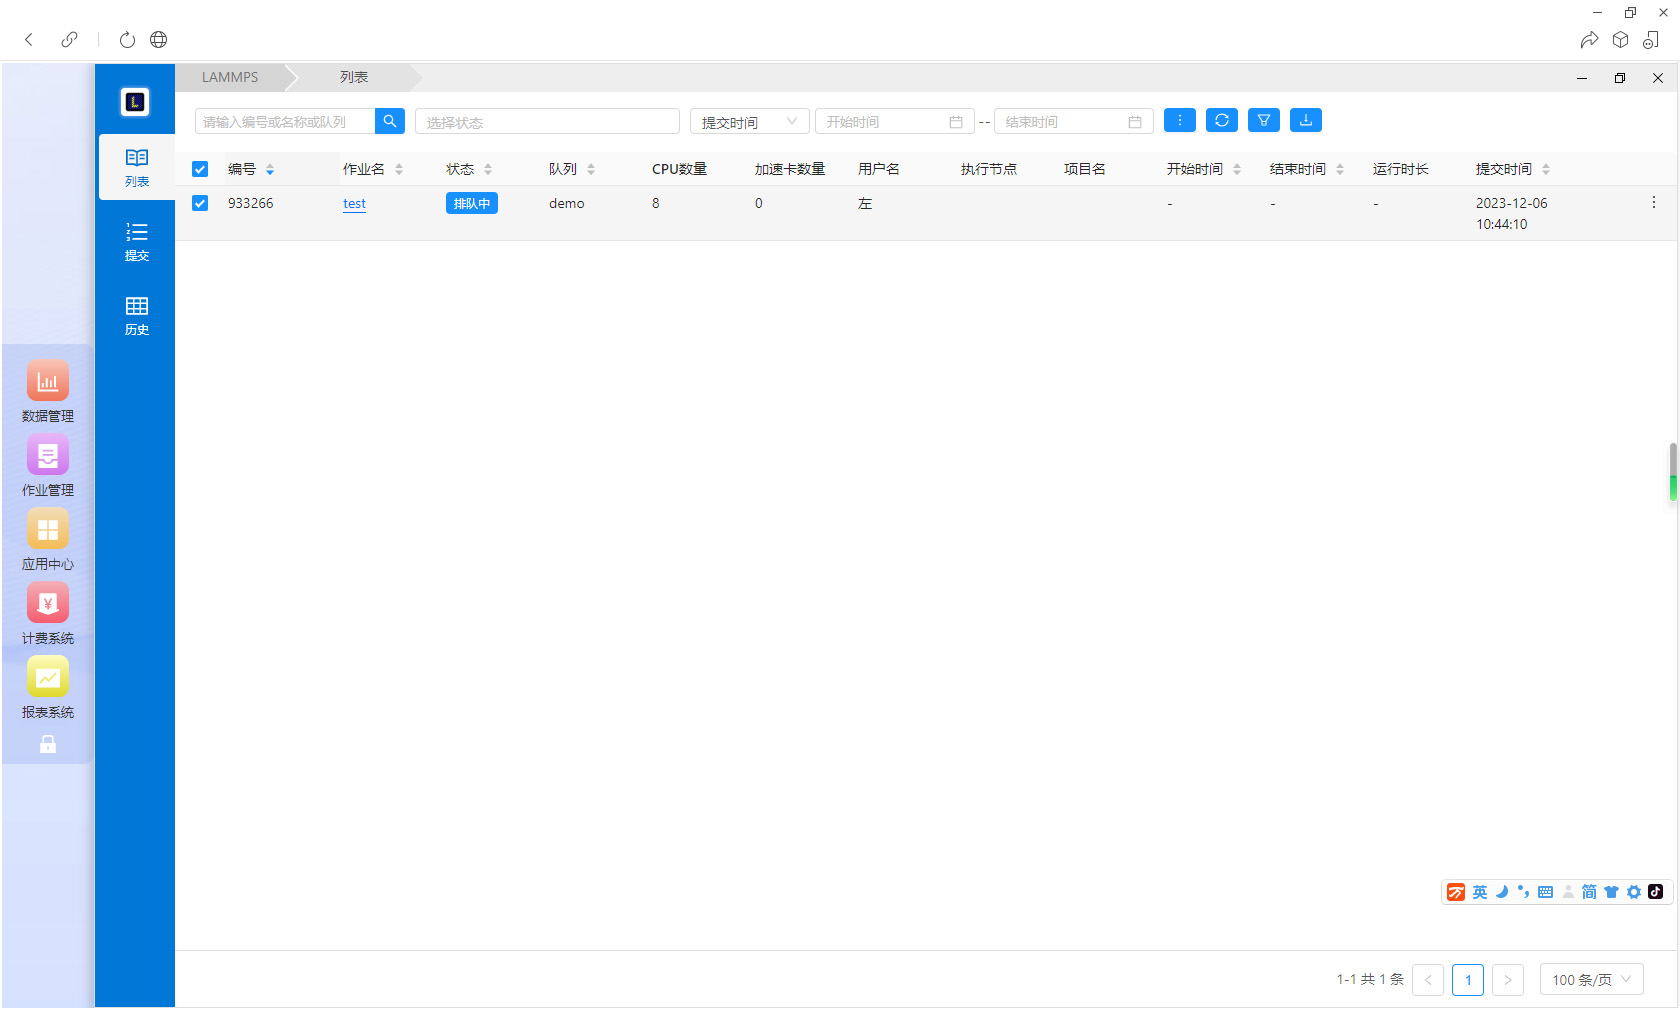 LAMMPS
列表
请输入编号或名称或队列
选择状态
提交时间
开始时间
--
结束时间
编号
作业名
状态
队列
CPU数量
加速卡数量
用户名
执行节点
项目名
开始时间
结束时间
运行时长
提交时间
933266
test
排队中
demo
8
0
左
-
-
-
2023-12-06
10:44:10
L
列表
提交
历史
数据管理
作业管理
应用中心
计费系统
报表系统
英
简
1-1 共 1 条
1
100 条/页